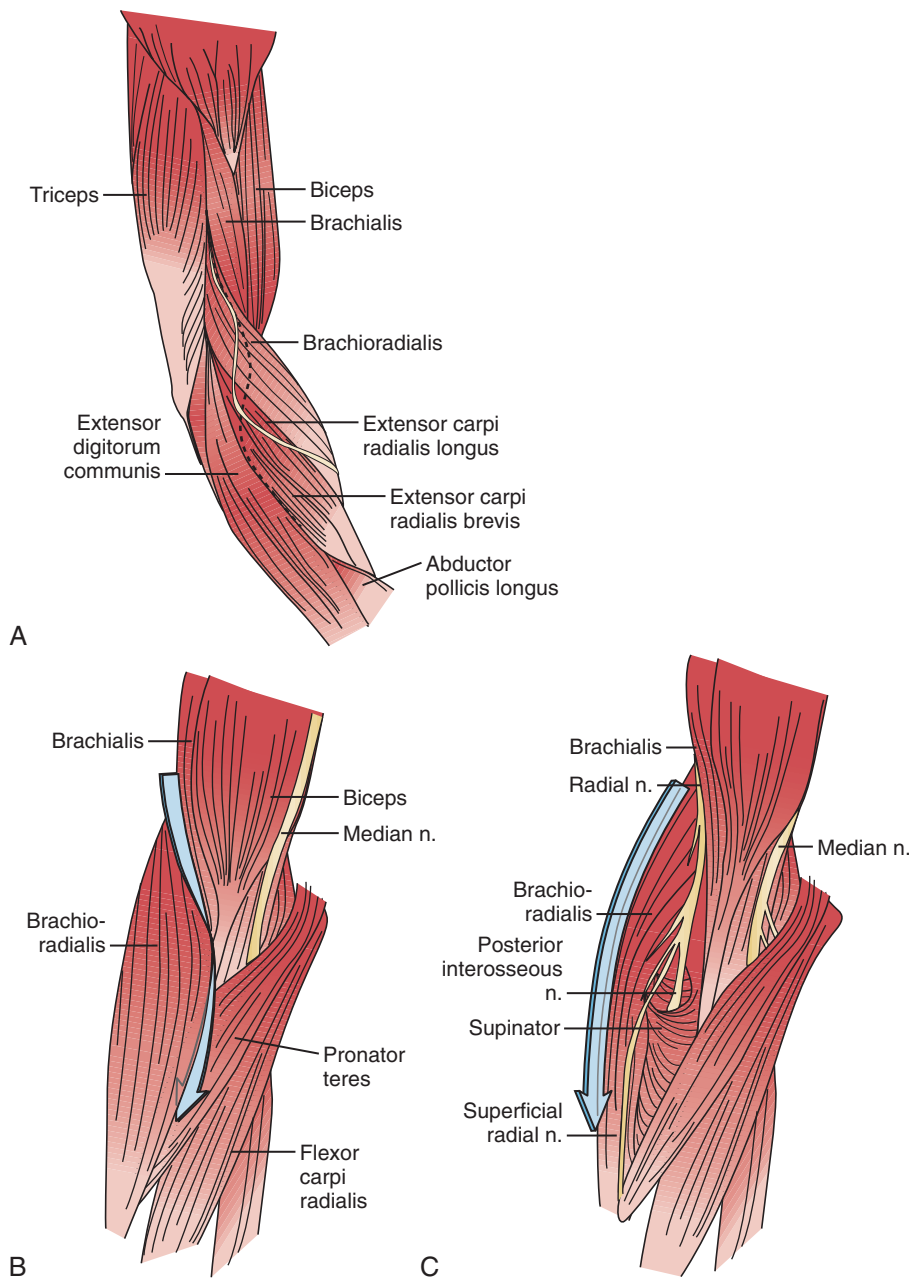 Triceps
Biceps
Brachialis
Brachioradialis
Extensor
digitorum
communis
Extensor carpi
radialis longus
Extensor carpi
radialis brevis
Abductor
pollicis longus
A
Brachialis
Biceps
Median n.
Brachio-
radialis
Pronator
teres
Flexor
carpi
radialis
B
Brachialis
Radial n.
Median n.
Brachio-
radialis
Posterior
interosseous
n.
Supinator
Superficial
radial n.
C